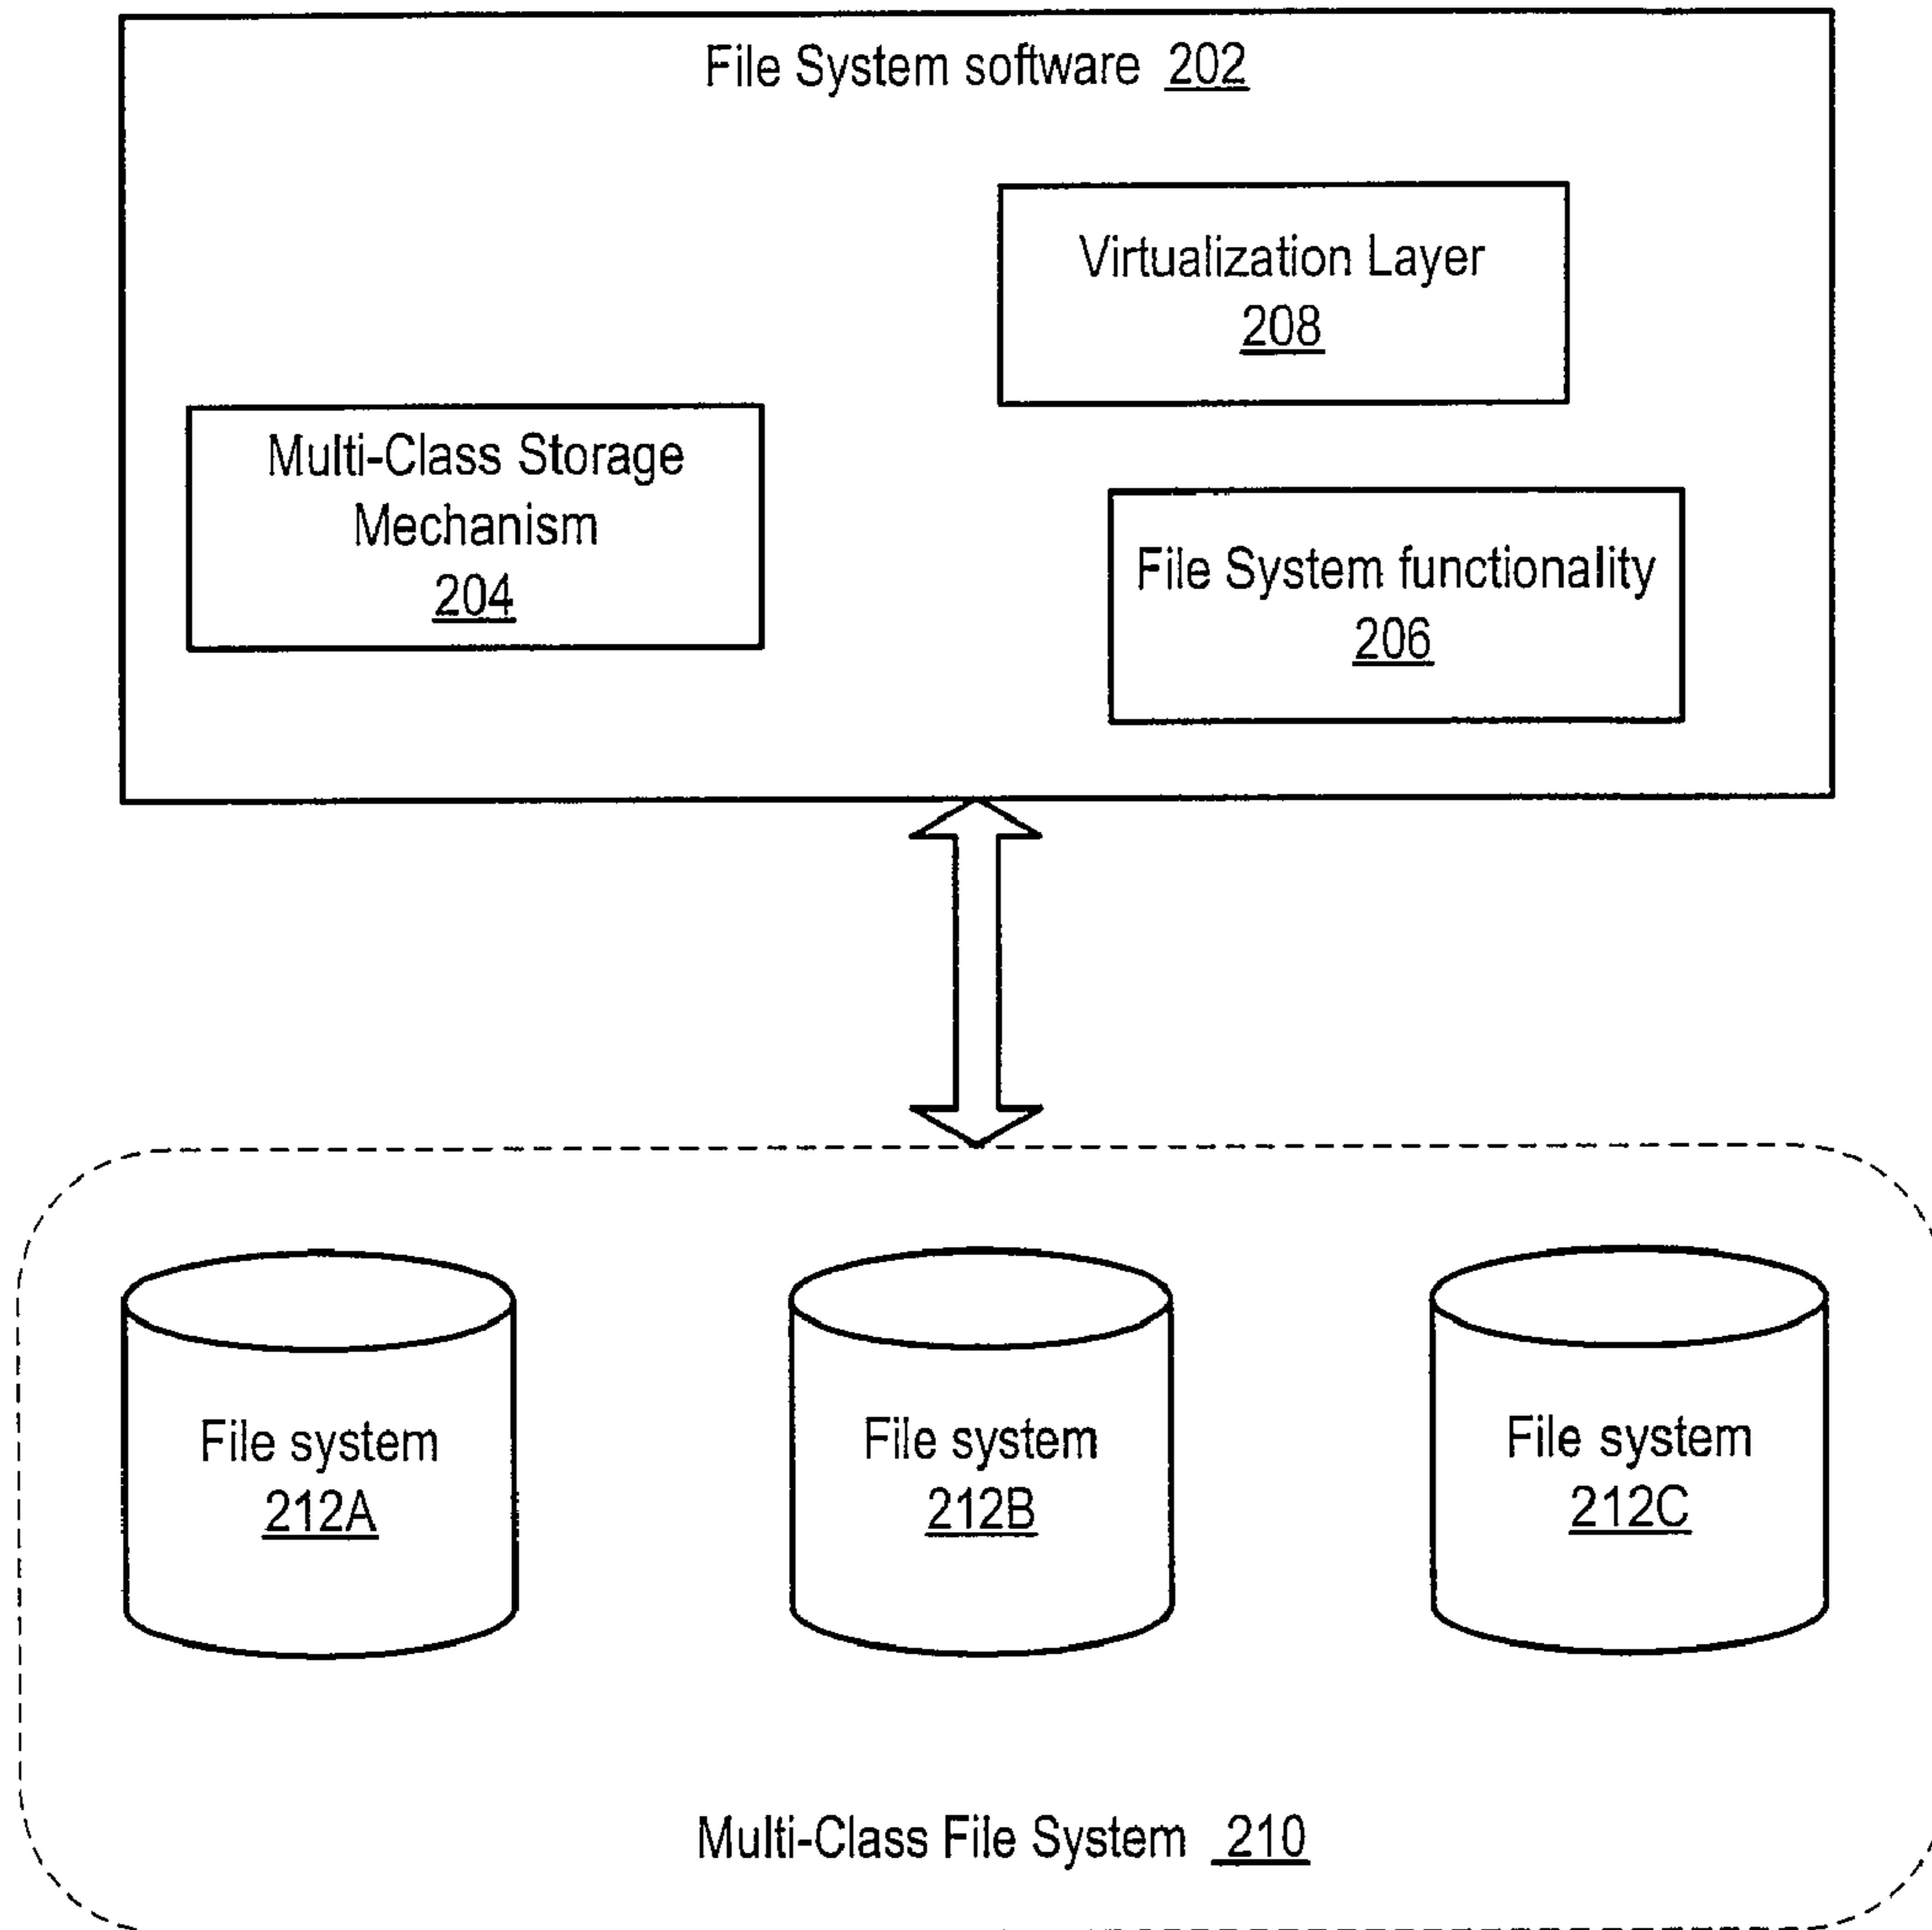 File System software 202
Virtualization Layer
208
Multi-Class Storage
Mechanism
204
File System functionality
206
File system
212A
File system
212B
File system
212C
Multi-Class File System 210